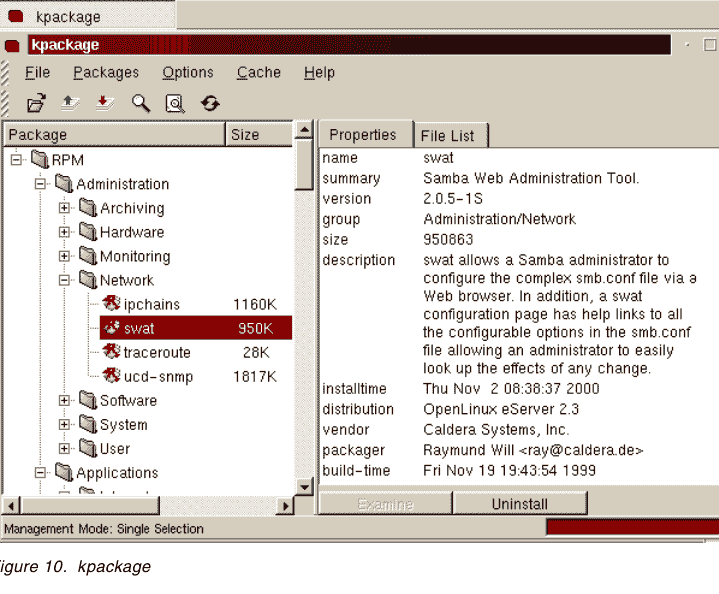 kpackage
kpackage
File Packages Options Cache Help
Package Size
RPM
Administration
Archiving
Hardware
Monitoring
Network
ipchains 1160K
swat 950K
traceroute 28K
ucd-snmp 1817K
Software
System
User
Applications
Properties File List
name swat
summary Samba Web Administration Tool.
version 2.0.5-1S
group Administration/Network
size 950863
description swat allows a Samba administrator to
configure the complex smb.conf file via a
Web browser. In addition, a swat
configuration page has help links to all
the configurable options in the smb.conf
file allowing an administrator to easily
look up the effects of any change.
installtime Thu Nov 2 08:38:37 2000
distribution OpenLinux eServer 2.3
vendor Caldera Systems, Inc.
packager Raymund Will <ray@caldera.de>
build-time Fri Nov 19 19:43:54 1999
Examine Uninstall
Management Mode: Single Selection
igure 10. kpackage